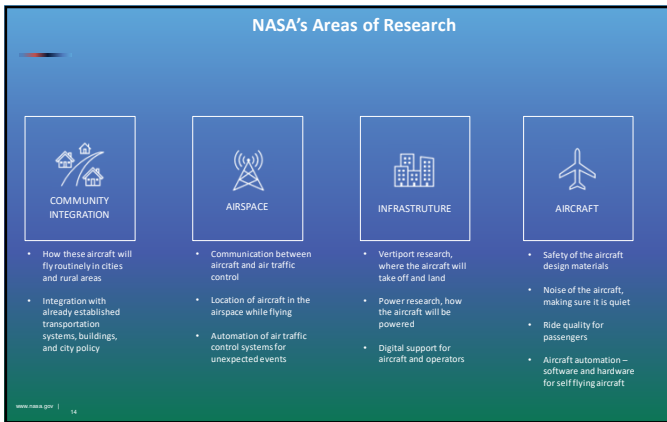 NASA's Areas of Research
COMMUNITY
INTEGRATION
• How these aircraft will
fly routinely in cities
and rural areas
• Integration with
already established
transportation
systems, buildings,
and city policy
AIRSPACE
• Communication between
aircraft and air traffic
control
• Location of aircraft in the
airspace while flying
• Automation of air traffic
control systems for
unexpected events
INFRASTRUTURE
• Vertiport research,
where the aircraft will
take off and land
• Power research, how
the aircraft will be
powered
• Digital support for
aircraft and operators
AIRCRAFT
• Safety of the aircraft
design materials
• Noise of the aircraft,
making sure it is quiet
• Ride quality for
passengers
• Aircraft automation –
software and hardware
for self flying aircraft
www.nasa.gov |
14